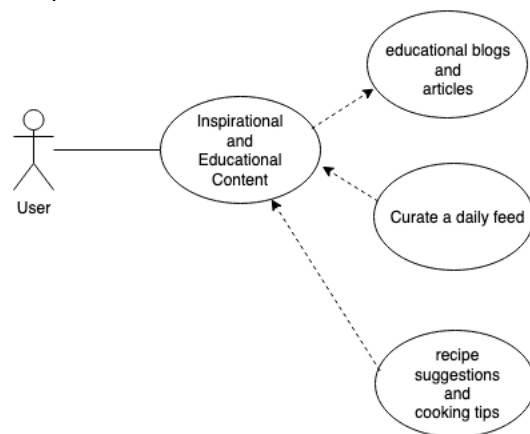 educational blogs
and
articles
Inspirational
and
Educational
Content
User
Curate a daily feed
recipe
suggestions
and
cooking tips